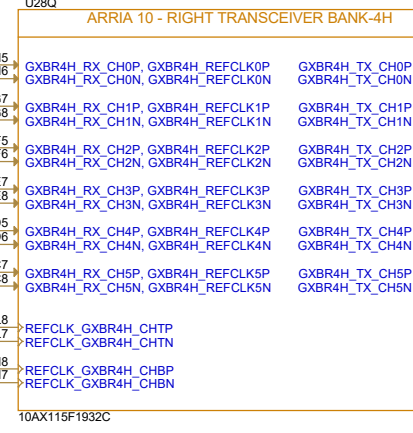 U28Q
ARRIA 10 - RIGHT TRANSCEIVER BANK-4H
GXBR4H_RX_CH0P, GXBR4H_REFCLK0P GXBR4H_TX_CH0P
GXBR4H_RX_CH0N, GXBR4H_REFCLK0N GXBR4H_TX_CH0N
GXBR4H_RX_CH1P, GXBR4H_REFCLK1P GXBR4H_TX_CH1P
GXBR4H_RX_CH1N, GXBR4H_REFCLK1N GXBR4H_TX_CH1N
GXBR4H_RX_CH2P, GXBR4H_REFCLK2P GXBR4H_TX_CH2P
GXBR4H_RX_CH2N, GXBR4H_REFCLK2N GXBR4H_TX_CH2N
GXBR4H_RX_CH3P, GXBR4H_REFCLK3P GXBR4H_TX_CH3P
GXBR4H_RX_CH3N, GXBR4H_REFCLK3N GXBR4H_TX_CH3N
GXBR4H_RX_CH4P, GXBR4H_REFCLK4P GXBR4H_TX_CH4P
GXBR4H_RX_CH4N, GXBR4H_REFCLK4N GXBR4H_TX_CH4N
GXBR4H_RX_CH5P, GXBR4H_REFCLK5P GXBR4H_TX_CH5P
GXBR4H_RX_CH5N, GXBR4H_REFCLK5N GXBR4H_TX_CH5N
REFCLK_GXBR4H_CHTP
REFCLK_GXBR4H_CHTN
REFCLK_GXBR4H_CHBP
REFCLK_GXBR4H_CHBN
10AX115F1932C